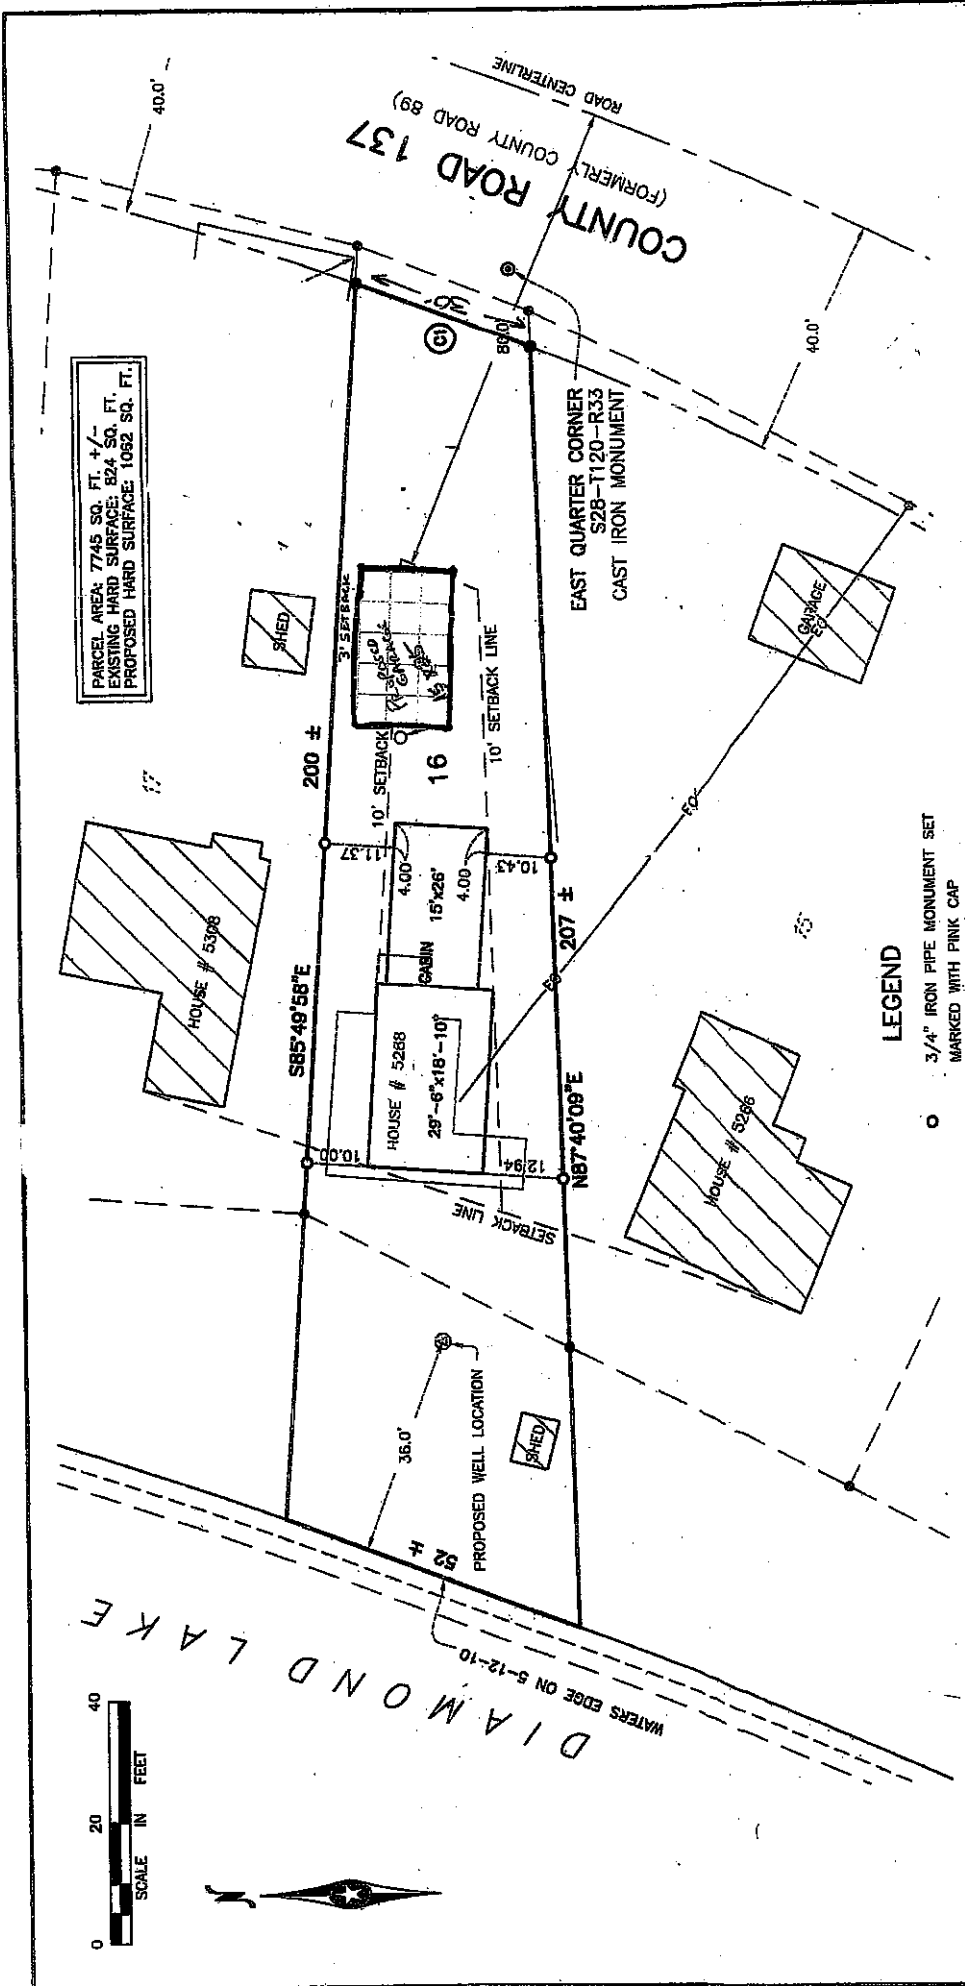 PARCEL AREA: 7745 SQ. FT. +/-
EXISTING HARD SURFACE: 824 SQ. FT.
PROPOSED HARD SURFACE: 1062 SQ. FT.
0 20 40
SCALE IN FEET
N
DIAMOND LAKE
WATERS EDGE ON 5-12-10
52 ±
36.0'
PROPOSED WELL LOCATION
SHED
SETBACK LINE
HOUSE # 5308
17
HOUSE # 5288
29'-6"x18'-10"
CABIN
15'x26'
4.00
4.00
11.37
10.43
10.00
12.94
S85°49'58"E
200 ±
N87°40'09"E
207 ±
10' SETBACK
10' SETBACK LINE
3' SETBACK
16
PROPOSED
GARAGE
SHED
HOUSE # 5266
15
GARAGE
EO
EO
EO
C1
30'
80.0'
40.0'
40.0'
COUNTY ROAD 137
(FORMERLY COUNTY ROAD 89)
ROAD CENTERLINE
EAST QUARTER CORNER
S28-T120-R33
CAST IRON MONUMENT
LEGEND
3/4" IRON PIPE MONUMENT SET
MARKED WITH PINK CAP